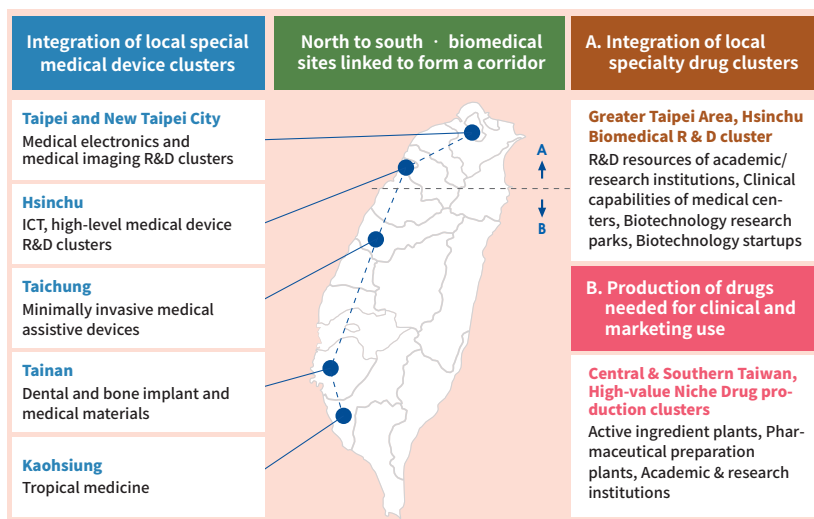 Integration of local special
medical device clusters
Taipei and New Taipei City
Medical electronics and
medical imaging R&D clusters
Hsinchu
ICT, high-level medical device
R&D clusters
Taichung
Minimally invasive medical
assistive devices
Tainan
Dental and bone implant and
medical materials
Kaohsiung
Tropical medicine
North to south · biomedical
sites linked to form a corridor
A
B
A. Integration of local
specialty drug clusters
Greater Taipei Area, Hsinchu
Biomedical R & D cluster
R&D resources of academic/
research institutions, Clinical
capabilities of medical cen-
ters, Biotechnology research
parks, Biotechnology startups
B. Production of drugs
needed for clinical and
marketing use
Central & Southern Taiwan,
High-value Niche Drug pro-
duction clusters
Active ingredient plants, Phar-
maceutical preparation
plants, Academic & research
institutions